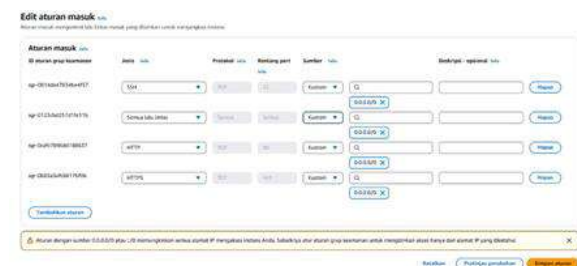 Edit aturan masuk Info
Aturan masuk mengontrol lalu lintas masuk yang diizinkan untuk menjangkau instans.
Aturan masuk Info
ID aturan grup keamanan Jenis Info Protokol Info Rentang port Sumber Info Deskripsi - opsional Info
Info
SSH TCP 22 Kustom Hapus
0.0.0.0/0 X
Semua lalu lintas Semua Semua Kustom Hapus
0.0.0.0/0 X
HTTP TCP 80 Kustom Hapus
0.0.0.0/0 X
HTTPS TCP 443 Kustom Hapus
0.0.0.0/0 X
Tambahkan aturan
Aturan dengan sumber 0.0.0.0/0 atau ::/0 memungkinkan semua alamat IP mengakses instans Anda. Sebaiknya atur aturan grup keamanan untuk mengizinkan akses hanya dari alamat IP yang diketahui. X
Batalkan Pratinjau perubahan Simpan aturan